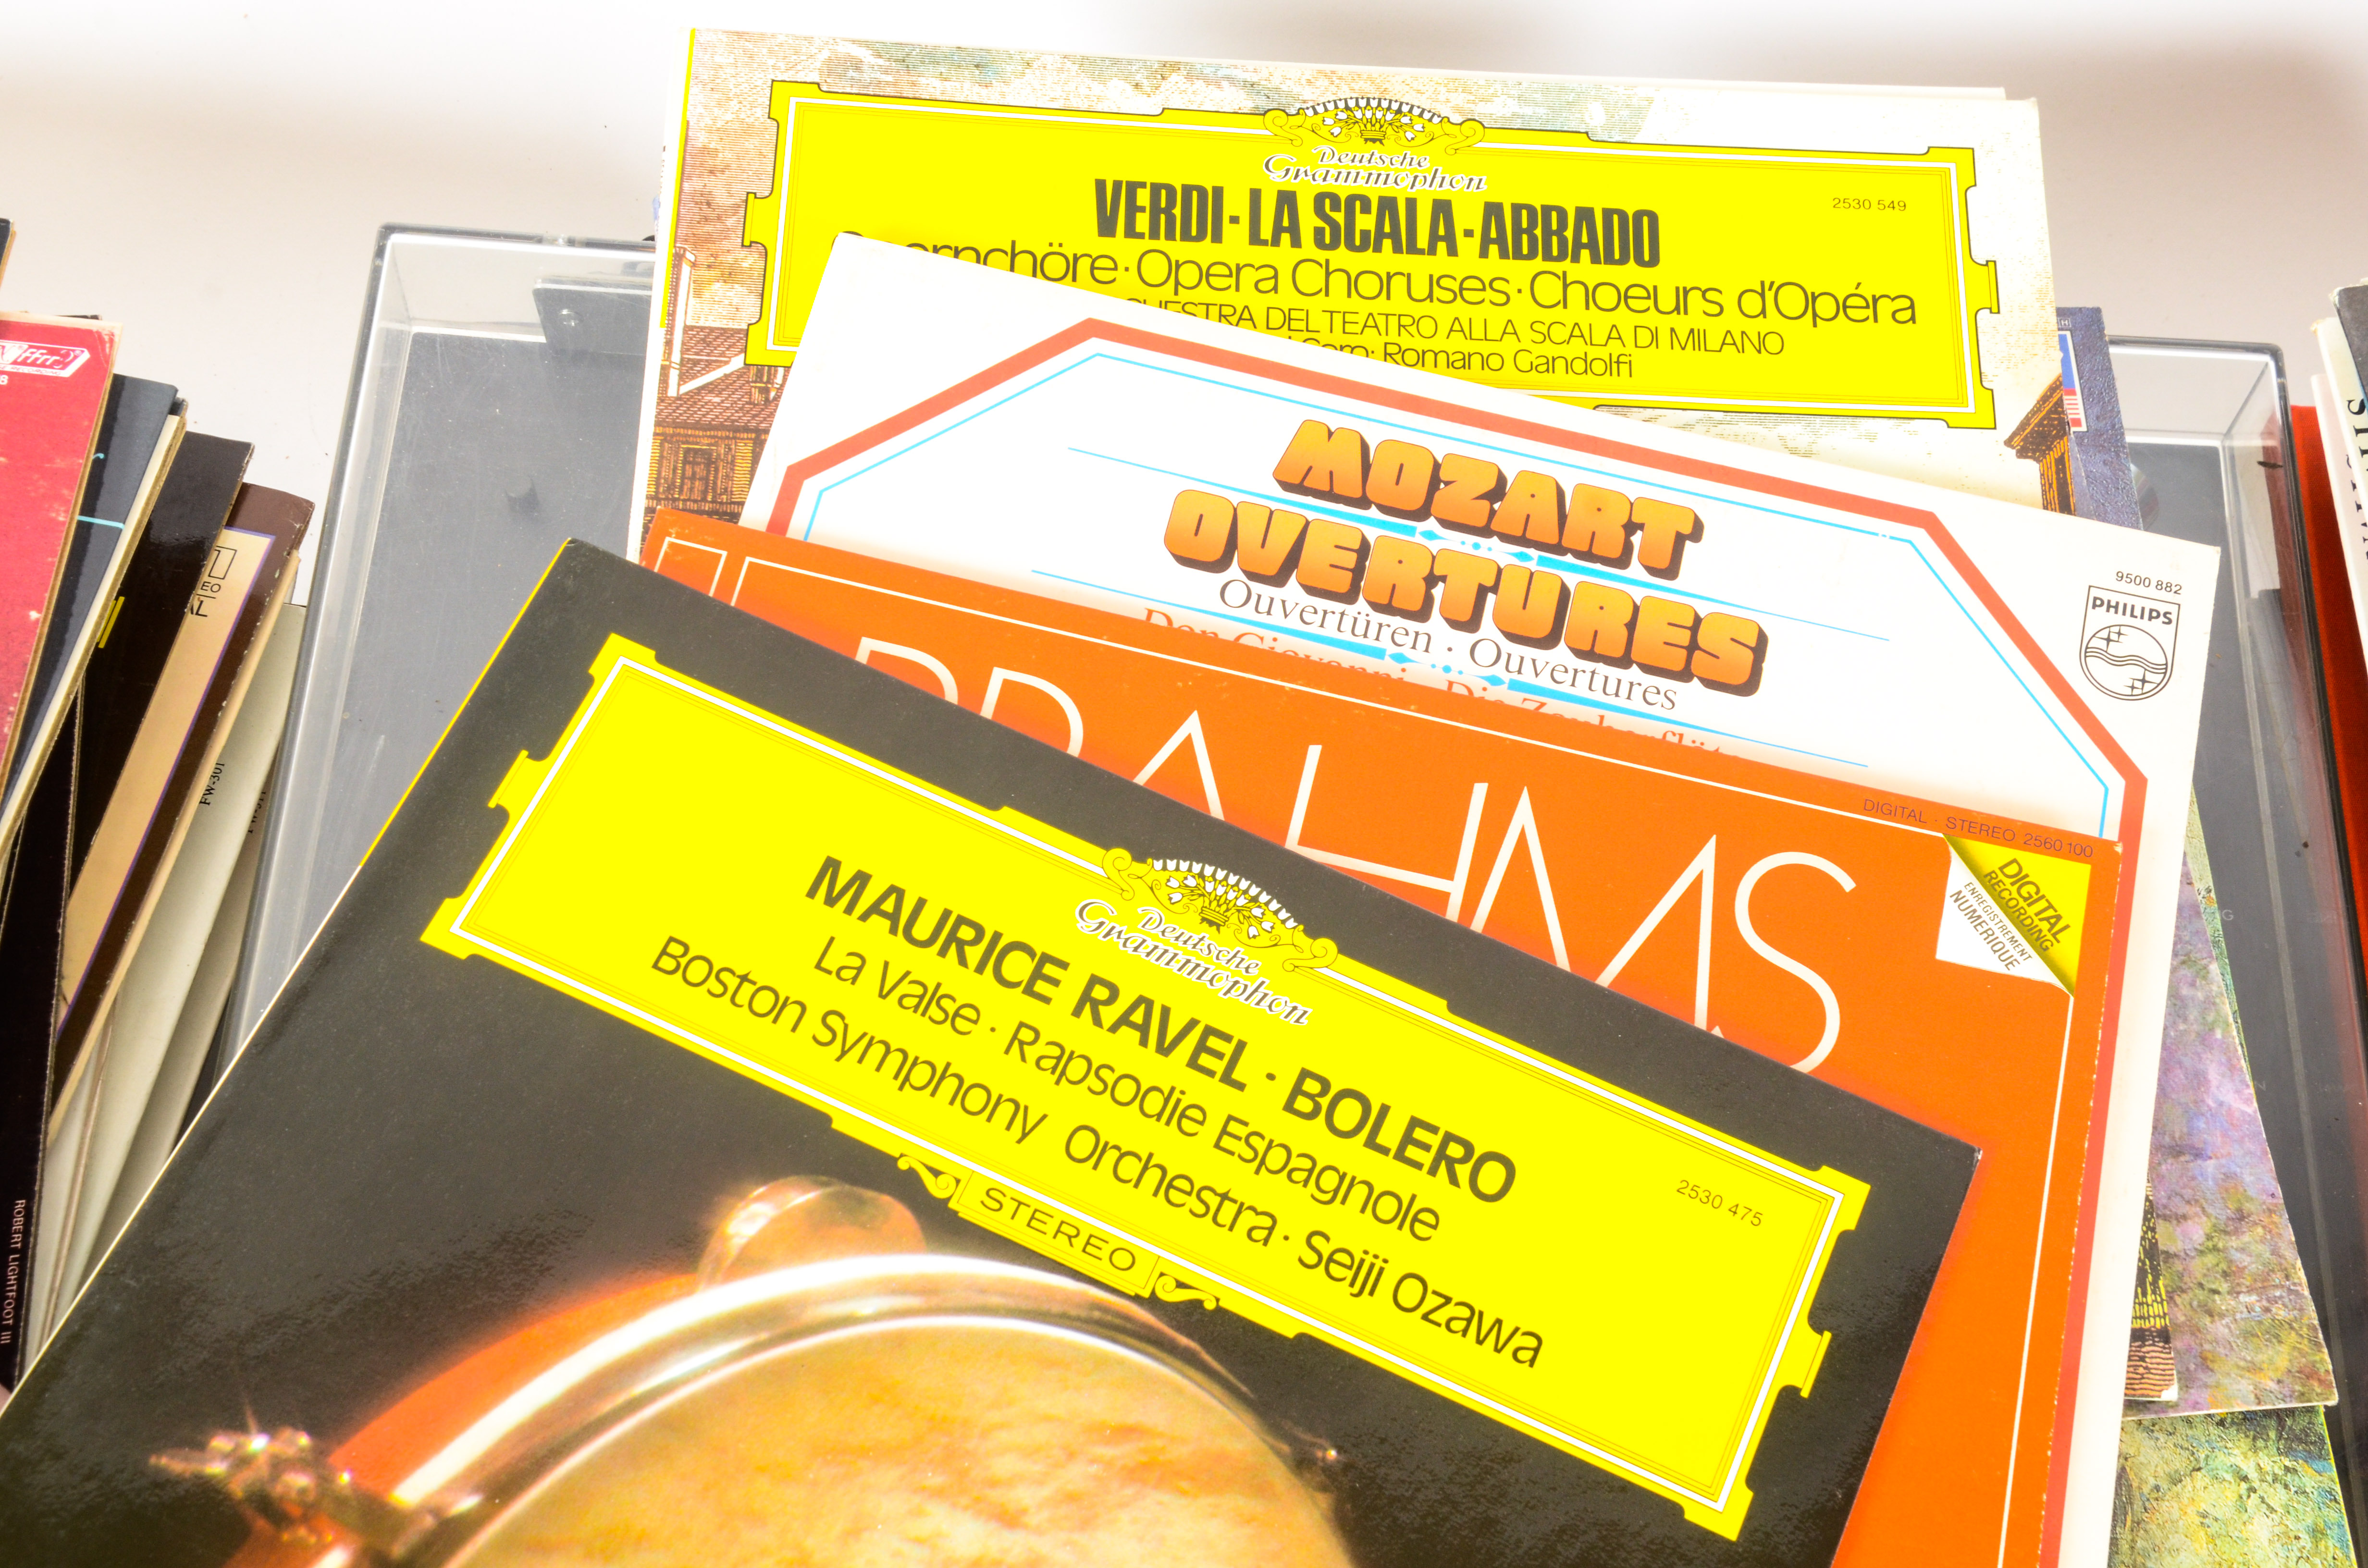 Deutsche
Grammophon
VERDI·LA SCALA·ABBADO
2530 549
Opera Choruses·Choeurs d'Opéra
DEL TEATRO ALLA SCALA DI MILANO
Romano Gandolfi
MOZART
OVERTURES
Ouvertüren · Ouvertures
9500 882
PHILIPS
BRAHMS
DIGITAL · STEREO 2560 100
DIGITAL
RECORDING
ENREGISTREMENT
NUMERIQUE
Deutsche
Grammophon
MAURICE RAVEL · BOLERO
La Valse · Rapsodie Espagnole
Boston Symphony Orchestra · Seiji Ozawa
2530 475
STEREO
ffrr
FW-301
ROBERT LIGHTFOOT III